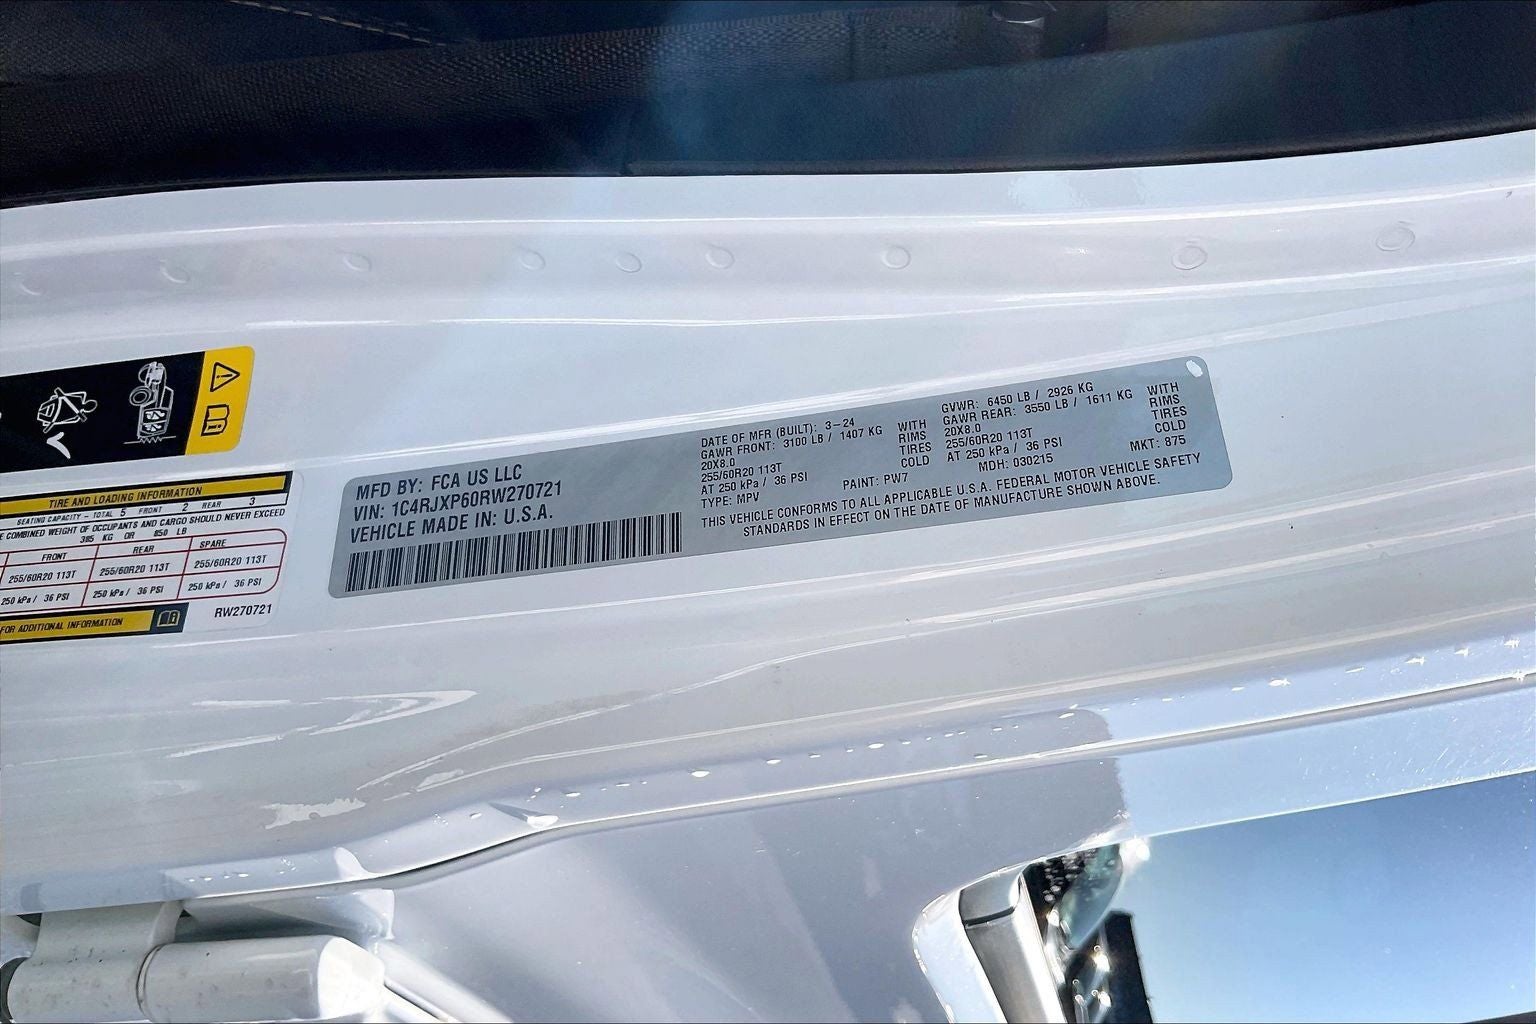 TIRE AND LOADING INFORMATION
SEATING CAPACITY - TOTAL 5 FRONT 2 REAR 3
COMBINED WEIGHT OF OCCUPANTS AND CARGO SHOULD NEVER EXCEED
385 KG OR 850 LB
FRONT REAR SPARE
255/60R20 113T 255/60R20 113T 255/60R20 113T
250 kPa / 36 PSI 250 kPa / 36 PSI 250 kPa / 36 PSI
FOR ADDITIONAL INFORMATION
RW270721
MFD BY: FCA US LLC
VIN: 1C4RJXP60RW270721
VEHICLE MADE IN: U.S.A.
DATE OF MFR (BUILT): 3-24 GVWR: 6450 LB / 2926 KG
GAWR FRONT: 3100 LB / 1407 KG WITH GAWR REAR: 3550 LB / 1611 KG WITH
20X8.0 RIMS 20X8.0 RIMS
255/60R20 113T TIRES 255/60R20 113T TIRES
AT 250 kPa / 36 PSI COLD AT 250 kPa / 36 PSI COLD
TYPE: MPV PAINT: PW7 MDH: 030215 MKT: 875
THIS VEHICLE CONFORMS TO ALL APPLICABLE U.S.A. FEDERAL MOTOR VEHICLE SAFETY
STANDARDS IN EFFECT ON THE DATE OF MANUFACTURE SHOWN ABOVE.